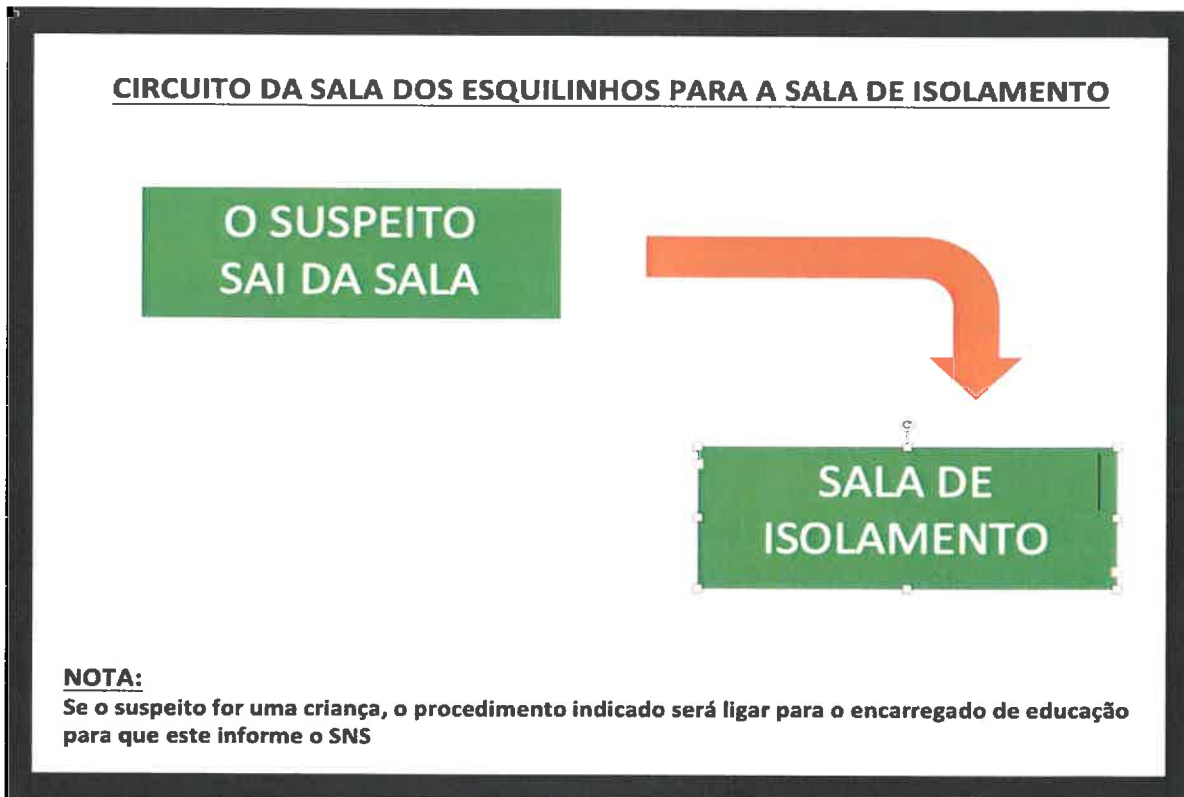 CIRCUITO DA SALA DOS ESQUILINHOS PARA A SALA DE ISOLAMENTO
O SUSPEITO
SAI DA SALA
SALA DE
ISOLAMENTO
NOTA:
Se o suspeito for uma criança, o procedimento indicado será ligar para o encarregado de educação
para que este informe o SNS